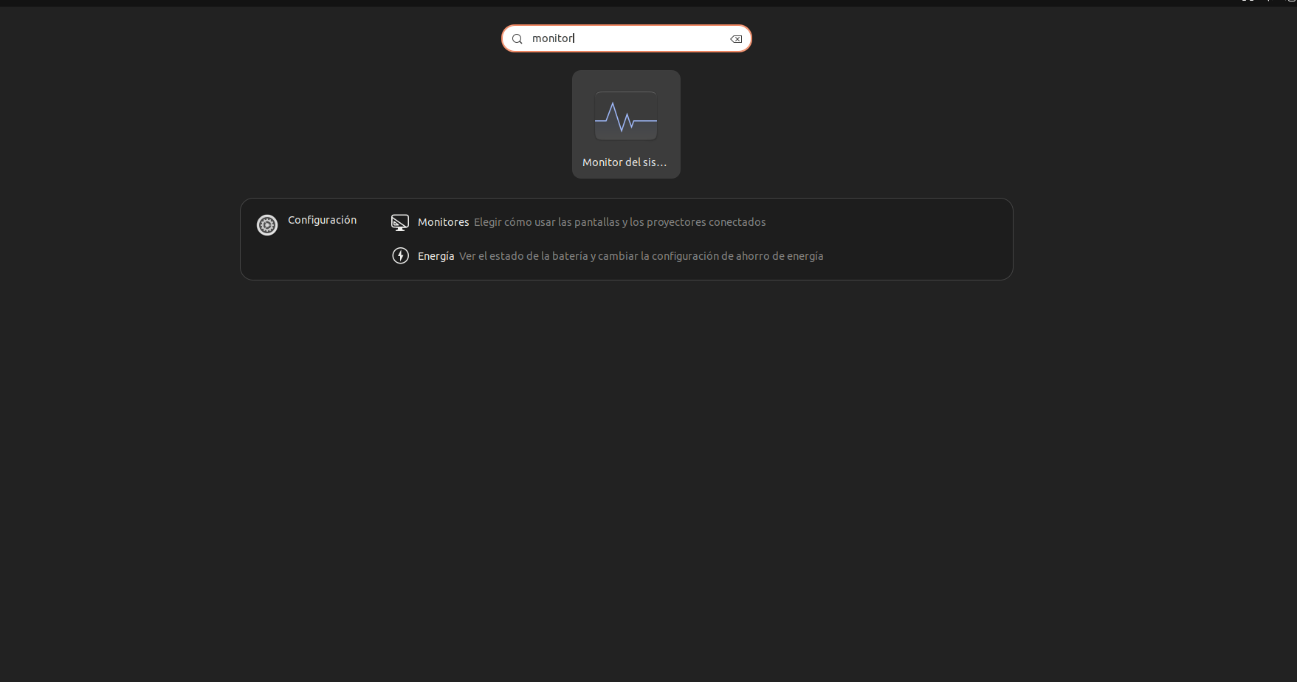 monitor
Monitor del sis...
Configuración
Monitores Elegir cómo usar las pantallas y los proyectores conectados
Energía Ver el estado de la batería y cambiar la configuración de ahorro de energía